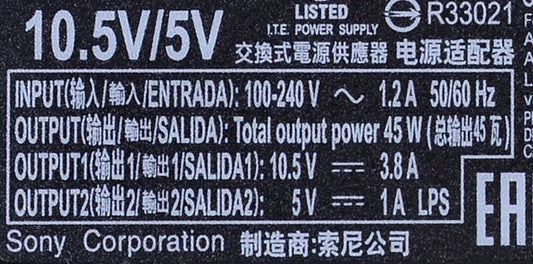 LISTED
I.T.E. POWER SUPPLY
R33021
10.5V/5V
交換式電源供應器 电源适配器
INPUT(输入/輸入/ENTRADA): 100-240 V ～ 1.2 A 50/60 Hz
OUTPUT(输出/輸出/SALIDA): Total output power 45 W (总输出45 瓦)
OUTPUT1(输出1/輸出1/SALIDA1): 10.5 V ⎓ 3.8 A
OUTPUT2(输出2/輸出2/SALIDA2): 5 V ⎓ 1 A LPS
Sony Corporation 制造商:索尼公司
EAC